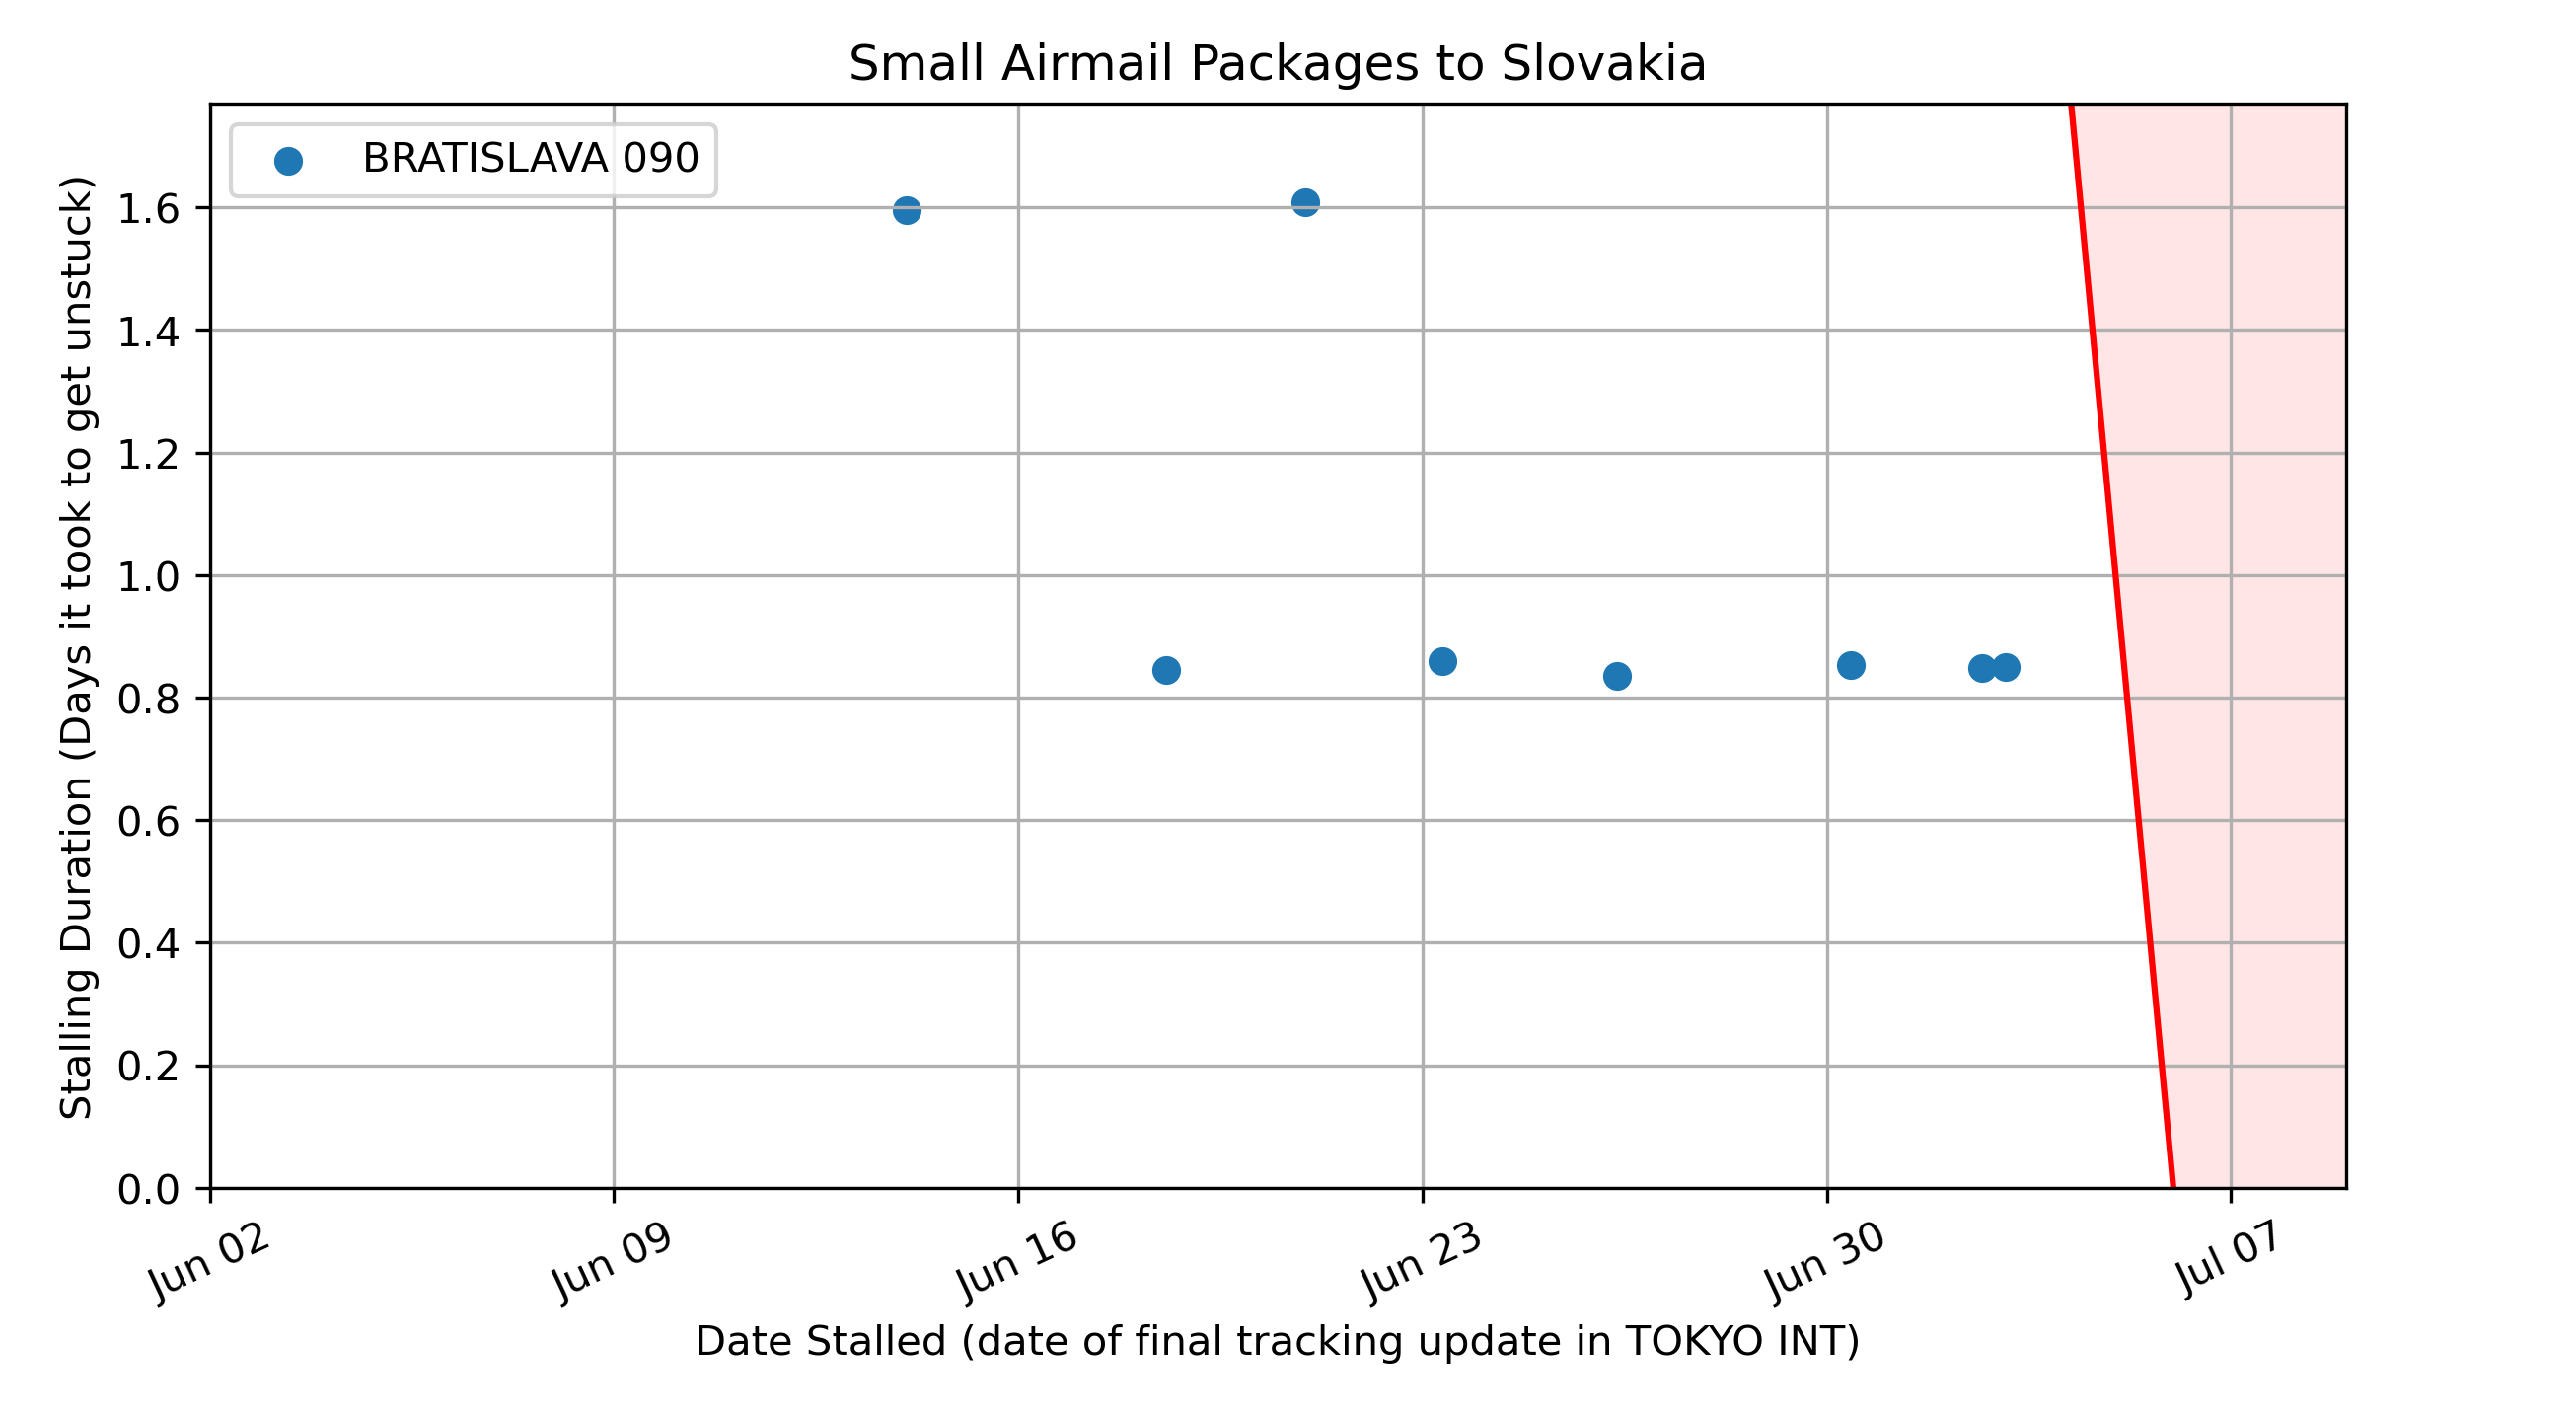 Small Airmail Packages to Slovakia
BRATISLAVA 090
Stalling Duration (Days it took to get unstuck)
1.6
1.4
1.2
1.0
0.8
0.6
0.4
0.2
0.0
Jun 02
Jun 09
Jun 16
Jun 23
Jun 30
Jul 07
Date Stalled (date of final tracking update in TOKYO INT)